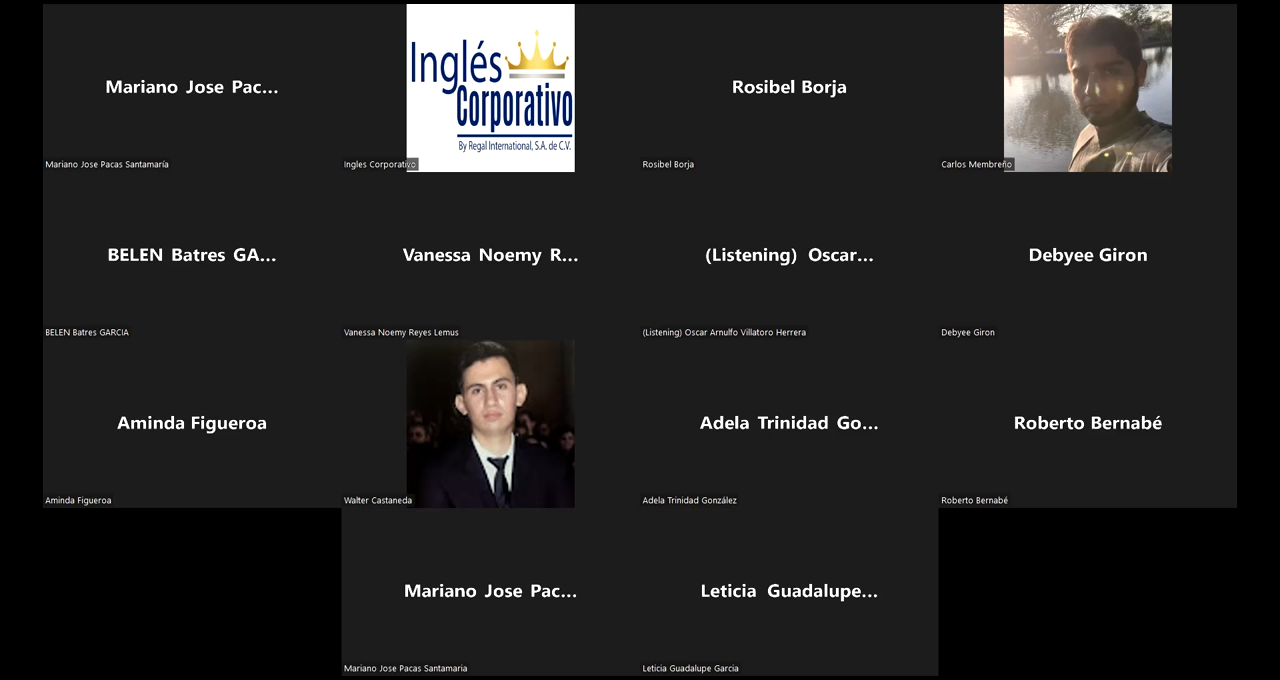 Mariano Jose Pac...
Mariano Jose Pacas Santamaría
Inglés
Corporativo
By Regal International, S.A. de C.V.
Ingles Corporativo
Rosibel Borja
Rosibel Borja
Carlos Membreño
BELEN Batres GA...
BELEN Batres GARCIA
Vanessa Noemy R...
Vanessa Noemy Reyes Lemus
(Listening) Oscar...
(Listening) Oscar Arnulfo Villatoro Herrera
Debyee Giron
Debyee Giron
Aminda Figueroa
Aminda Figueroa
Walter Castaneda
Adela Trinidad Go...
Adela Trinidad González
Roberto Bernabé
Roberto Bernabé
Mariano Jose Pac...
Mariano Jose Pacas Santamaria
Leticia Guadalupe...
Leticia Guadalupe Garcia